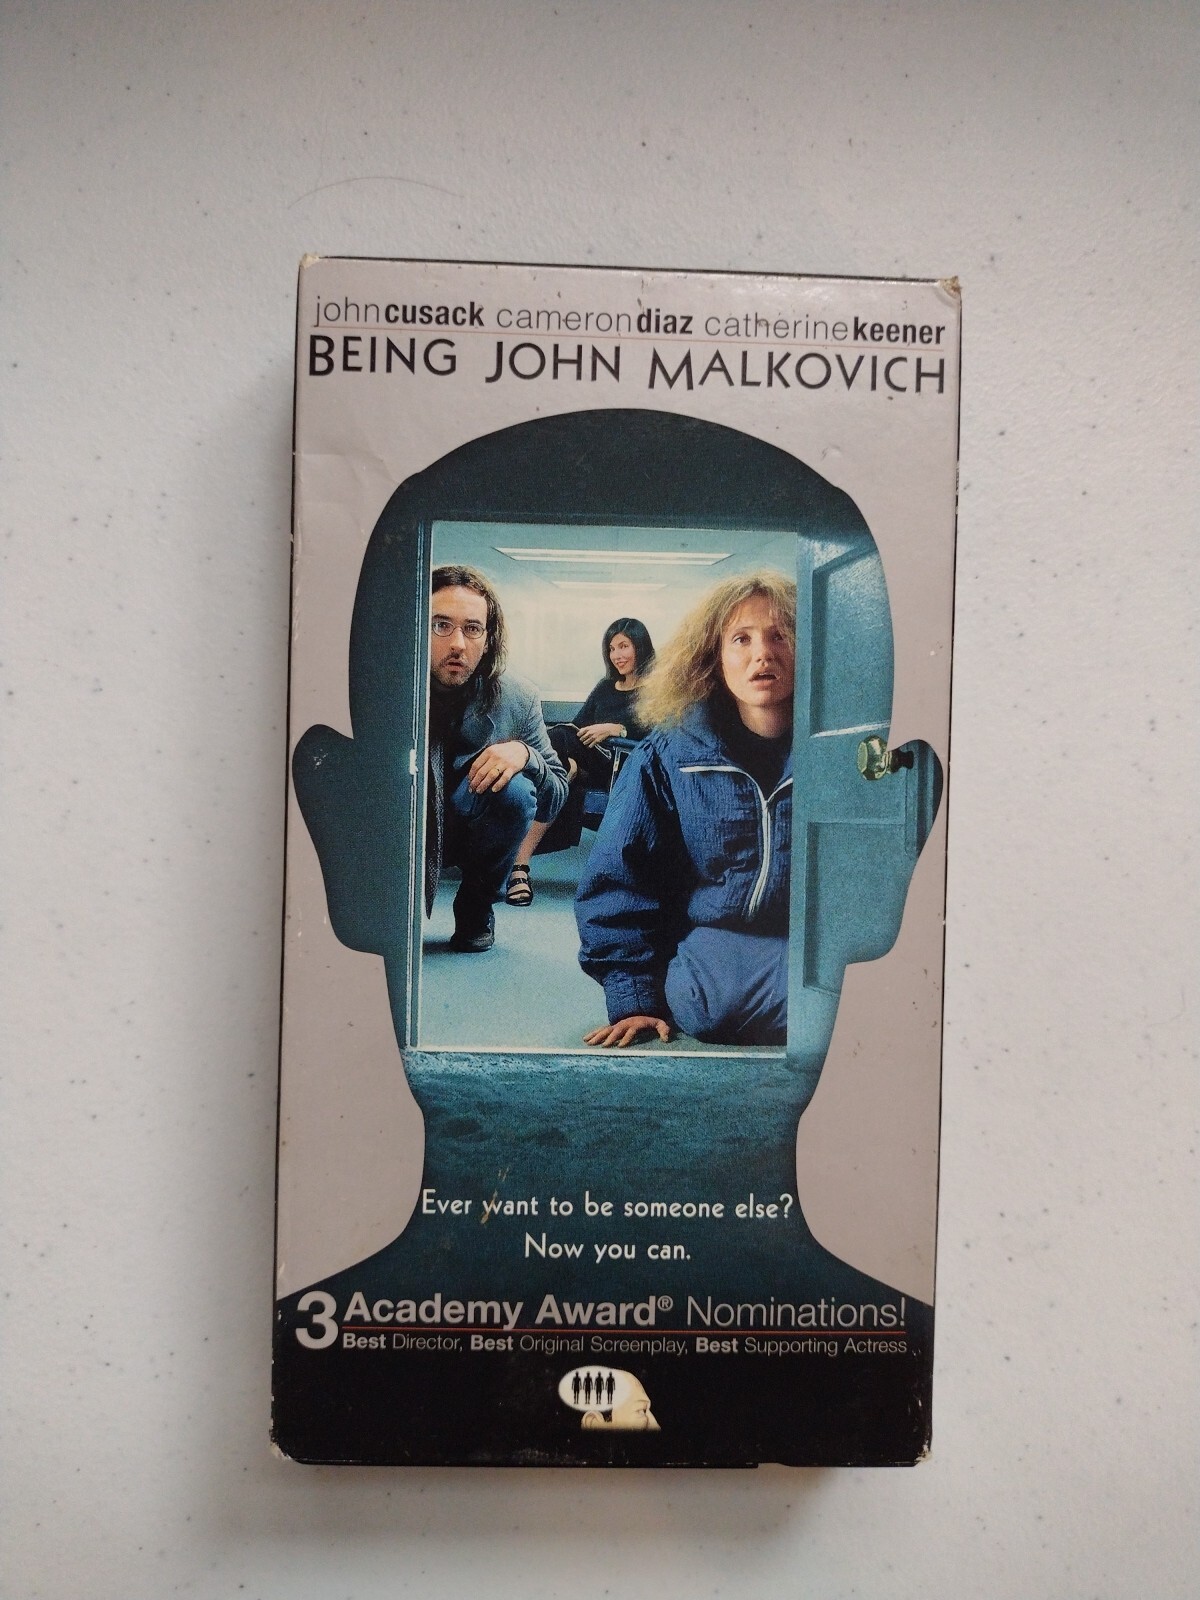 johncusack camerondiaz catherinekeener
BEING JOHN MALKOVICH
Ever want to be someone else?
Now you can.
3 Academy Award® Nominations!
Best Director, Best Original Screenplay, Best Supporting Actress